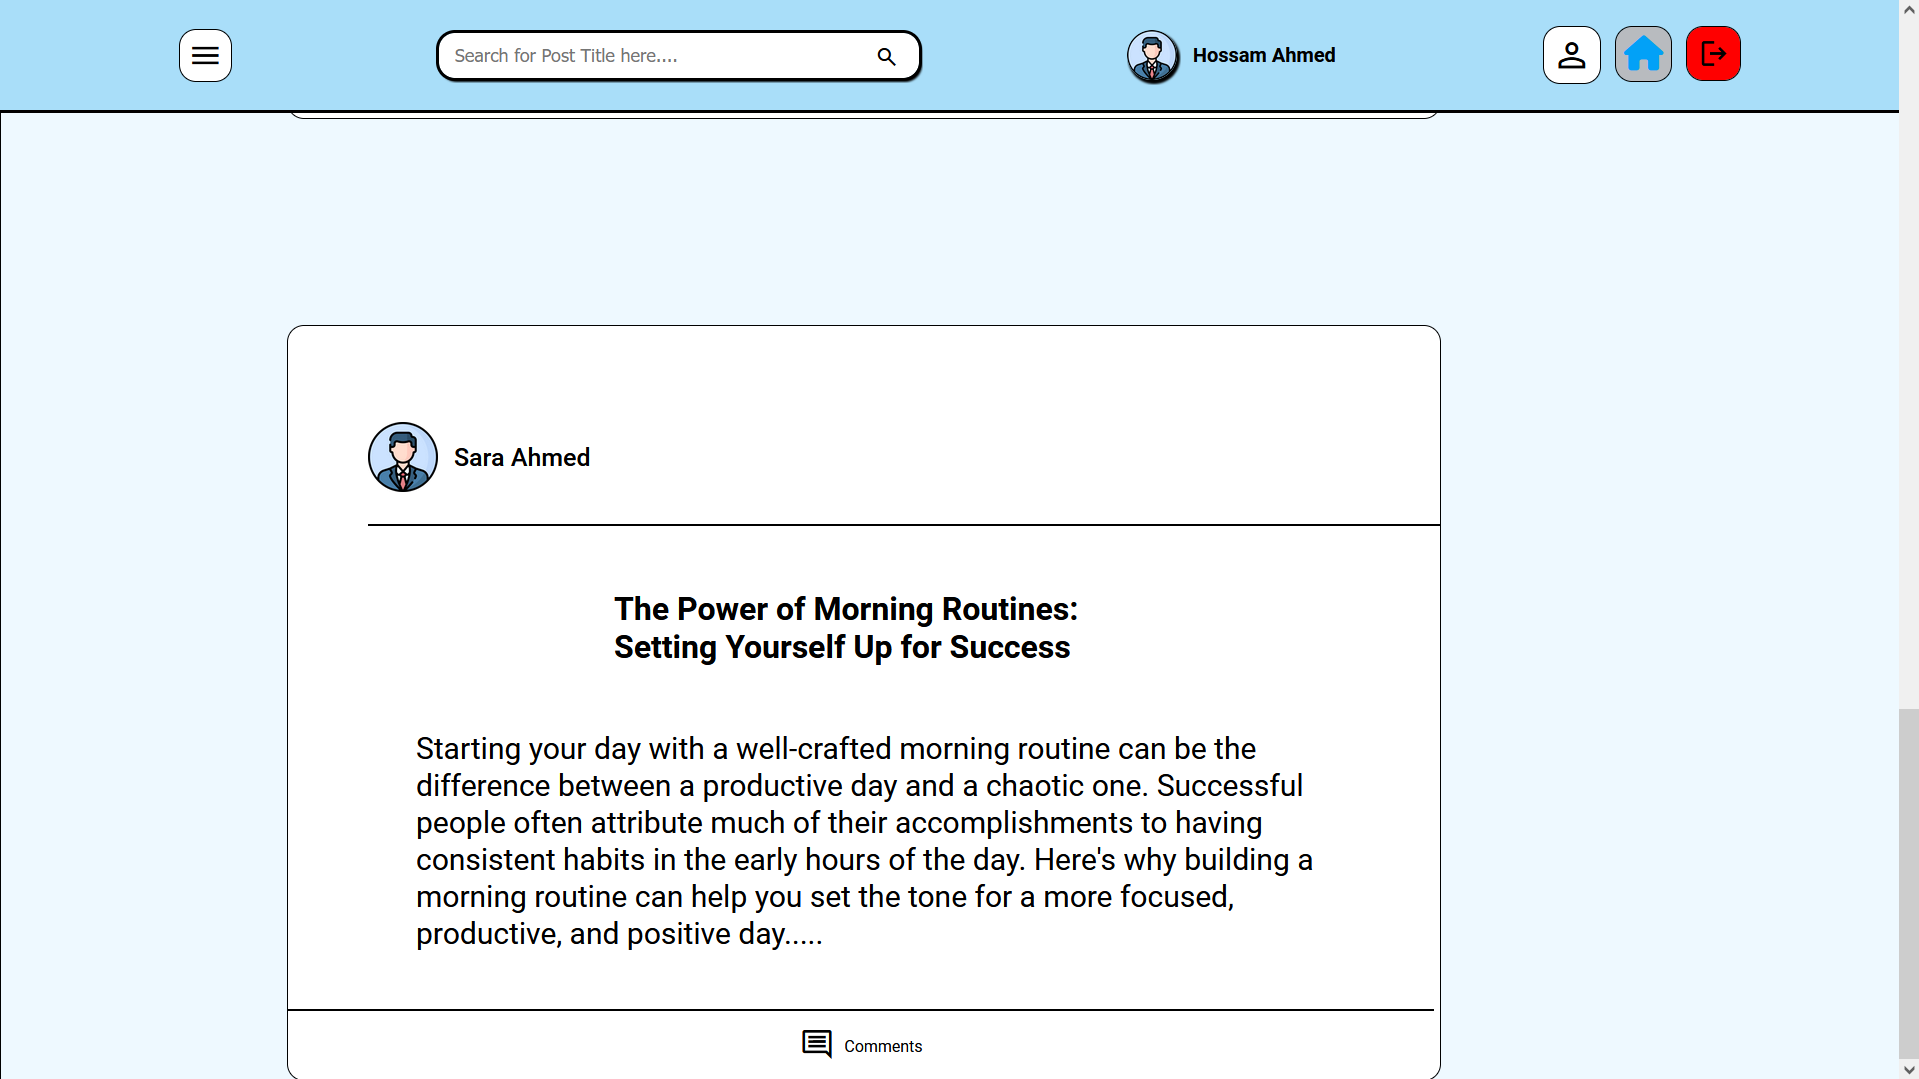 Search for Post Title here....
Hossam Ahmed
Sara Ahmed
The Power of Morning Routines:
Setting Yourself Up for Success
Starting your day with a well-crafted morning routine can be the
difference between a productive day and a chaotic one. Successful
people often attribute much of their accomplishments to having
consistent habits in the early hours of the day. Here's why building a
morning routine can help you set the tone for a more focused,
productive, and positive day.....
Comments